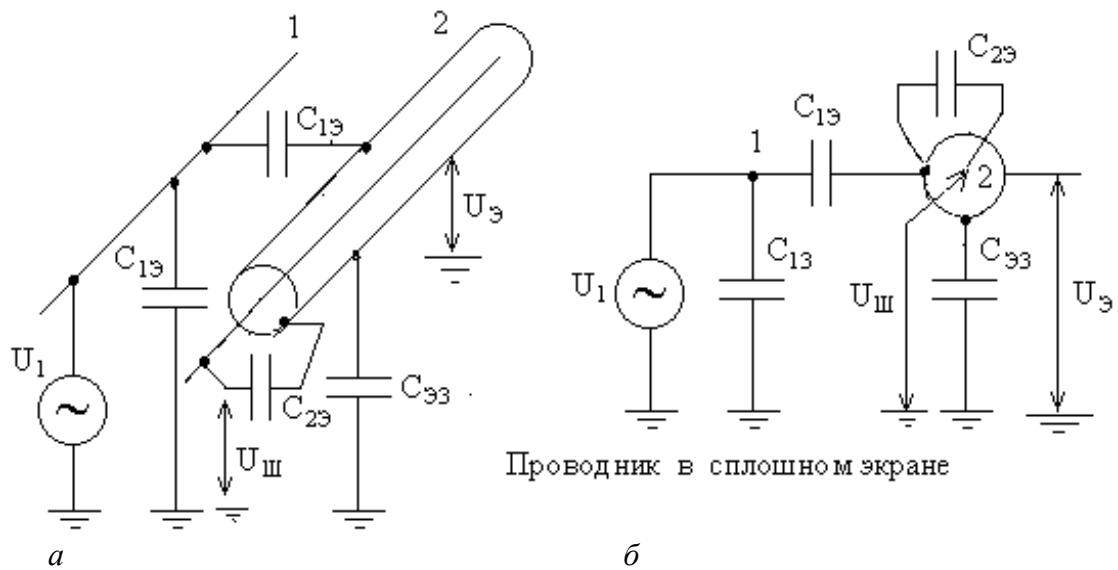 1
2
C1Э
C1Э
U1
~
UЭ
C2Э
CЭЗ
UШ
а
C2Э
C1Э
1
2
U1
~
C1З
UШ
CЭЗ
UЭ
Проводник в сплошном экране
б